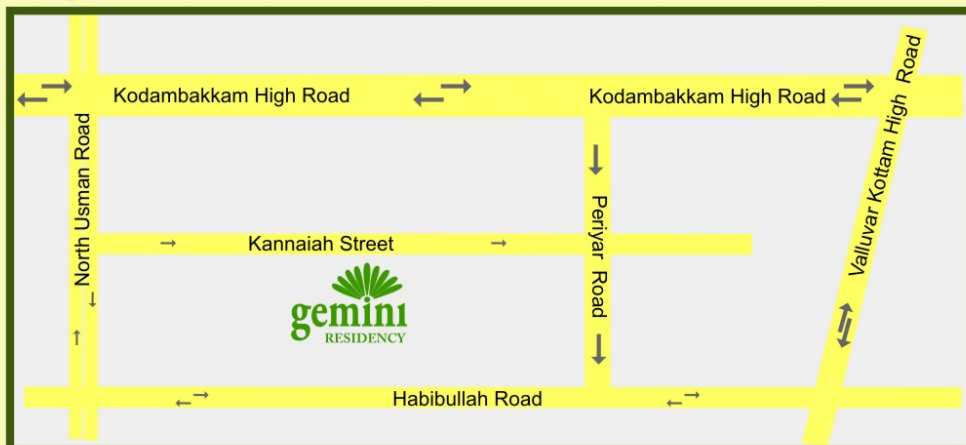 Kodambakkam High Road
Kodambakkam High Road
Valluvar Kottam High Road
North Usman Road
Periyar Road
Kannaiah Street
gemini
RESIDENCY
Habibullah Road